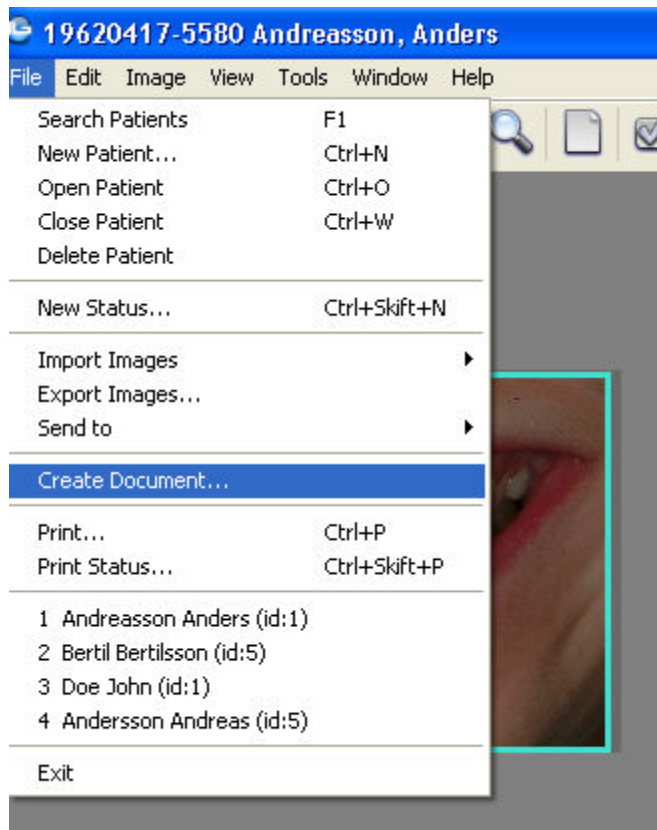 19620417-5580 Andreasson, Anders
File Edit Image View Tools Window Help
Search Patients F1
New Patient... Ctrl+N
Open Patient Ctrl+O
Close Patient Ctrl+W
Delete Patient
New Status... Ctrl+Skift+N
Import Images
Export Images...
Send to
Create Document...
Print... Ctrl+P
Print Status... Ctrl+Skift+P
1 Andreasson Anders (id:1)
2 Bertil Bertilsson (id:5)
3 Doe John (id:1)
4 Andersson Andreas (id:5)
Exit